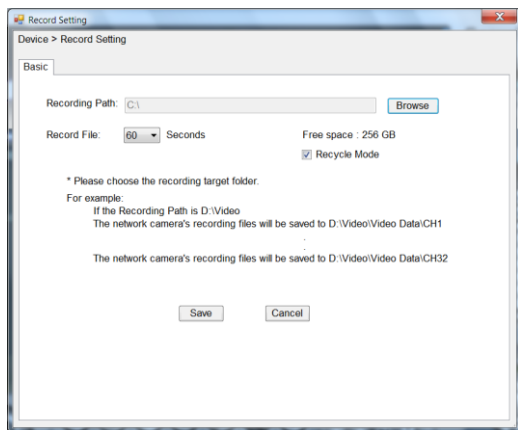 Record Setting
Device > Record Setting
Basic
Recording Path: C:\ Browse
Record File: 60 Seconds Free space : 256 GB
Recycle Mode
* Please choose the recording target folder.
For example:
If the Recording Path is D:\Video
The network camera's recording files will be saved to D:\Video\Video Data\CH1
.
.
The network camera's recording files will be saved to D:\Video\Video Data\CH32
Save Cancel